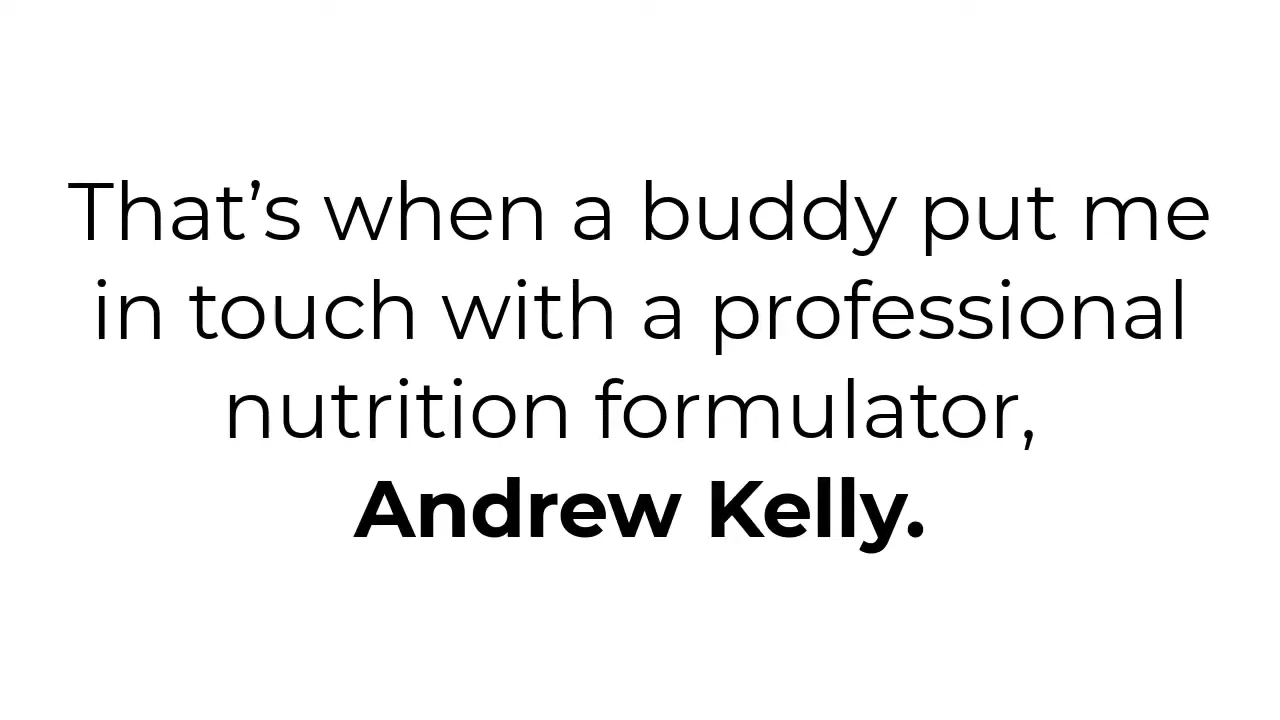 That’s when a buddy put me
in touch with a professional
nutrition formulator,
Andrew Kelly.